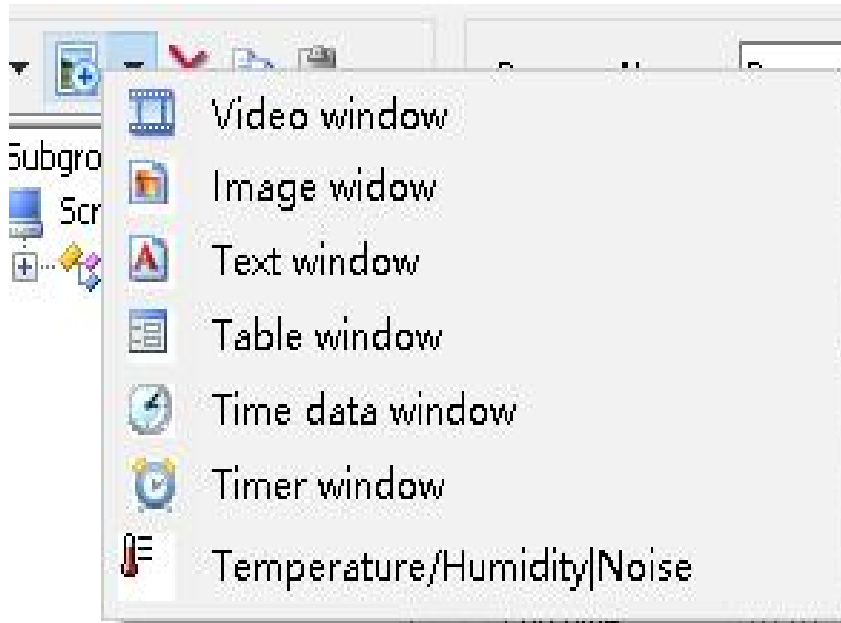 Subgro
Scr
Video window
Image widow
Text window
Table window
Time data window
Timer window
Temperature/Humidity|Noise